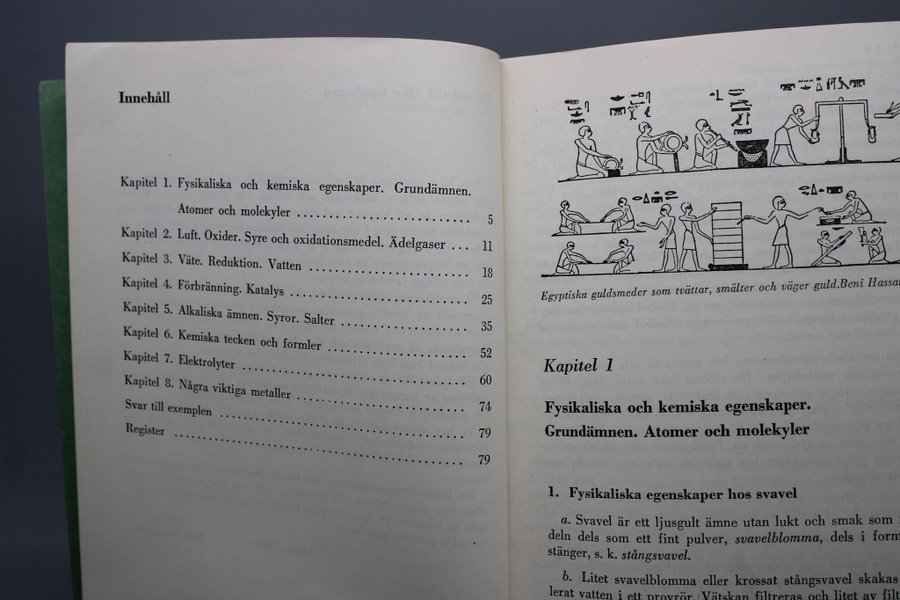 Innehåll
Kapitel 1. Fysikaliska och kemiska egenskaper. Grundämnen.
Atomer och molekyler ........................ 5
Kapitel 2. Luft. Oxider. Syre och oxidationsmedel. Ädelgaser ... 11
Kapitel 3. Väte. Reduktion. Vatten ........................ 18
Kapitel 4. Förbränning. Katalys ........................ 25
Kapitel 5. Alkaliska ämnen. Syror. Salter ........................ 35
Kapitel 6. Kemiska tecken och formler ........................ 52
Kapitel 7. Elektrolyter ........................ 60
Kapitel 8. Några viktiga metaller ........................ 74
Svar till exemplen ........................ 79
Register ........................ 79
Egyptiska guldsmeder som tvättar, smälter och väger guld. Beni Hassan
Kapitel 1
Fysikaliska och kemiska egenskaper.
Grundämnen. Atomer och molekyler
1. Fysikaliska egenskaper hos svavel
a. Svavel är ett ljusgult ämne utan lukt och smak som
deln dels som ett fint pulver, svavelblomma, dels i form
stänger, s. k. stångsvavel.
b. Litet svavelblomma eller krossat stångsvavel skakas
lerat vatten i ett provrör. Vätskan filtreras och litet av